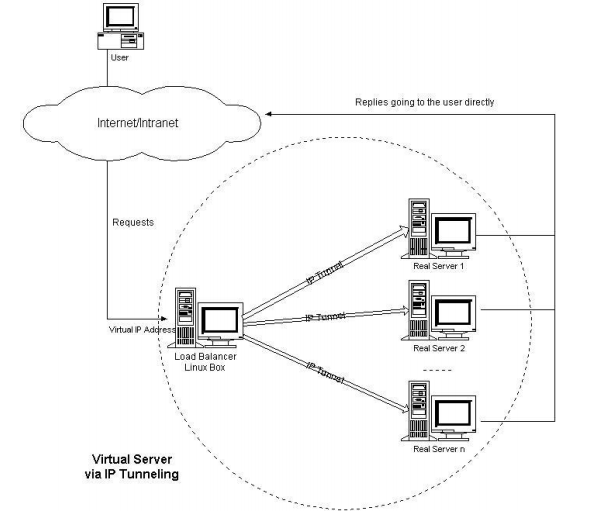 User
Internet/Intranet
Replies going to the user directly
Requests
IP Tunnel
Real Server 1
IP Tunnel
Virtual IP Address
Load Balancer
Linux Box
Real Server 2
IP Tunnel
Real Server n
Virtual Server
via IP Tunneling